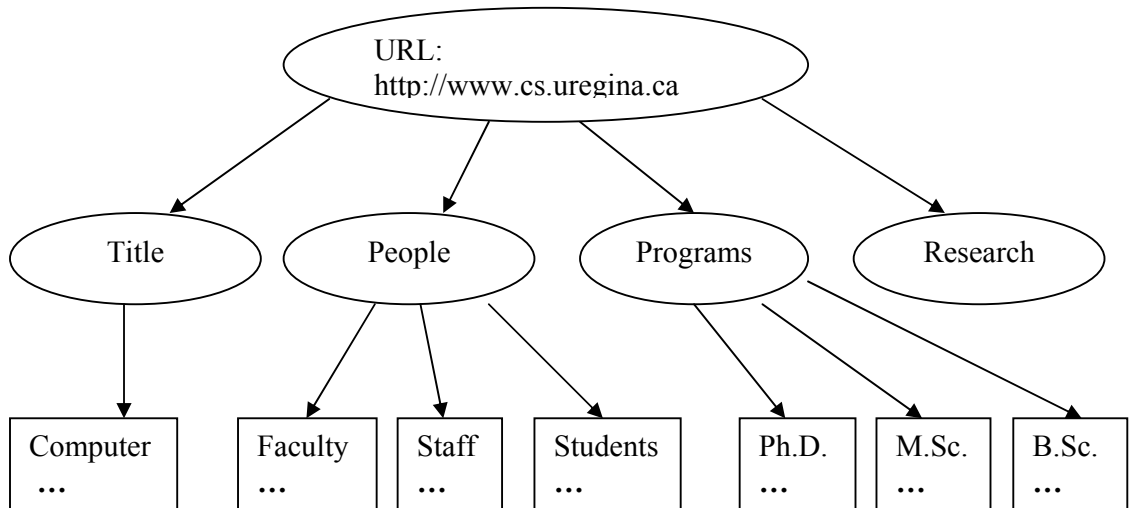 URL:
http://www.cs.uregina.ca
Title
People
Programs
Research
Computer
...
Faculty
...
Staff
...
Students
...
Ph.D.
...
M.Sc.
...
B.Sc.
...